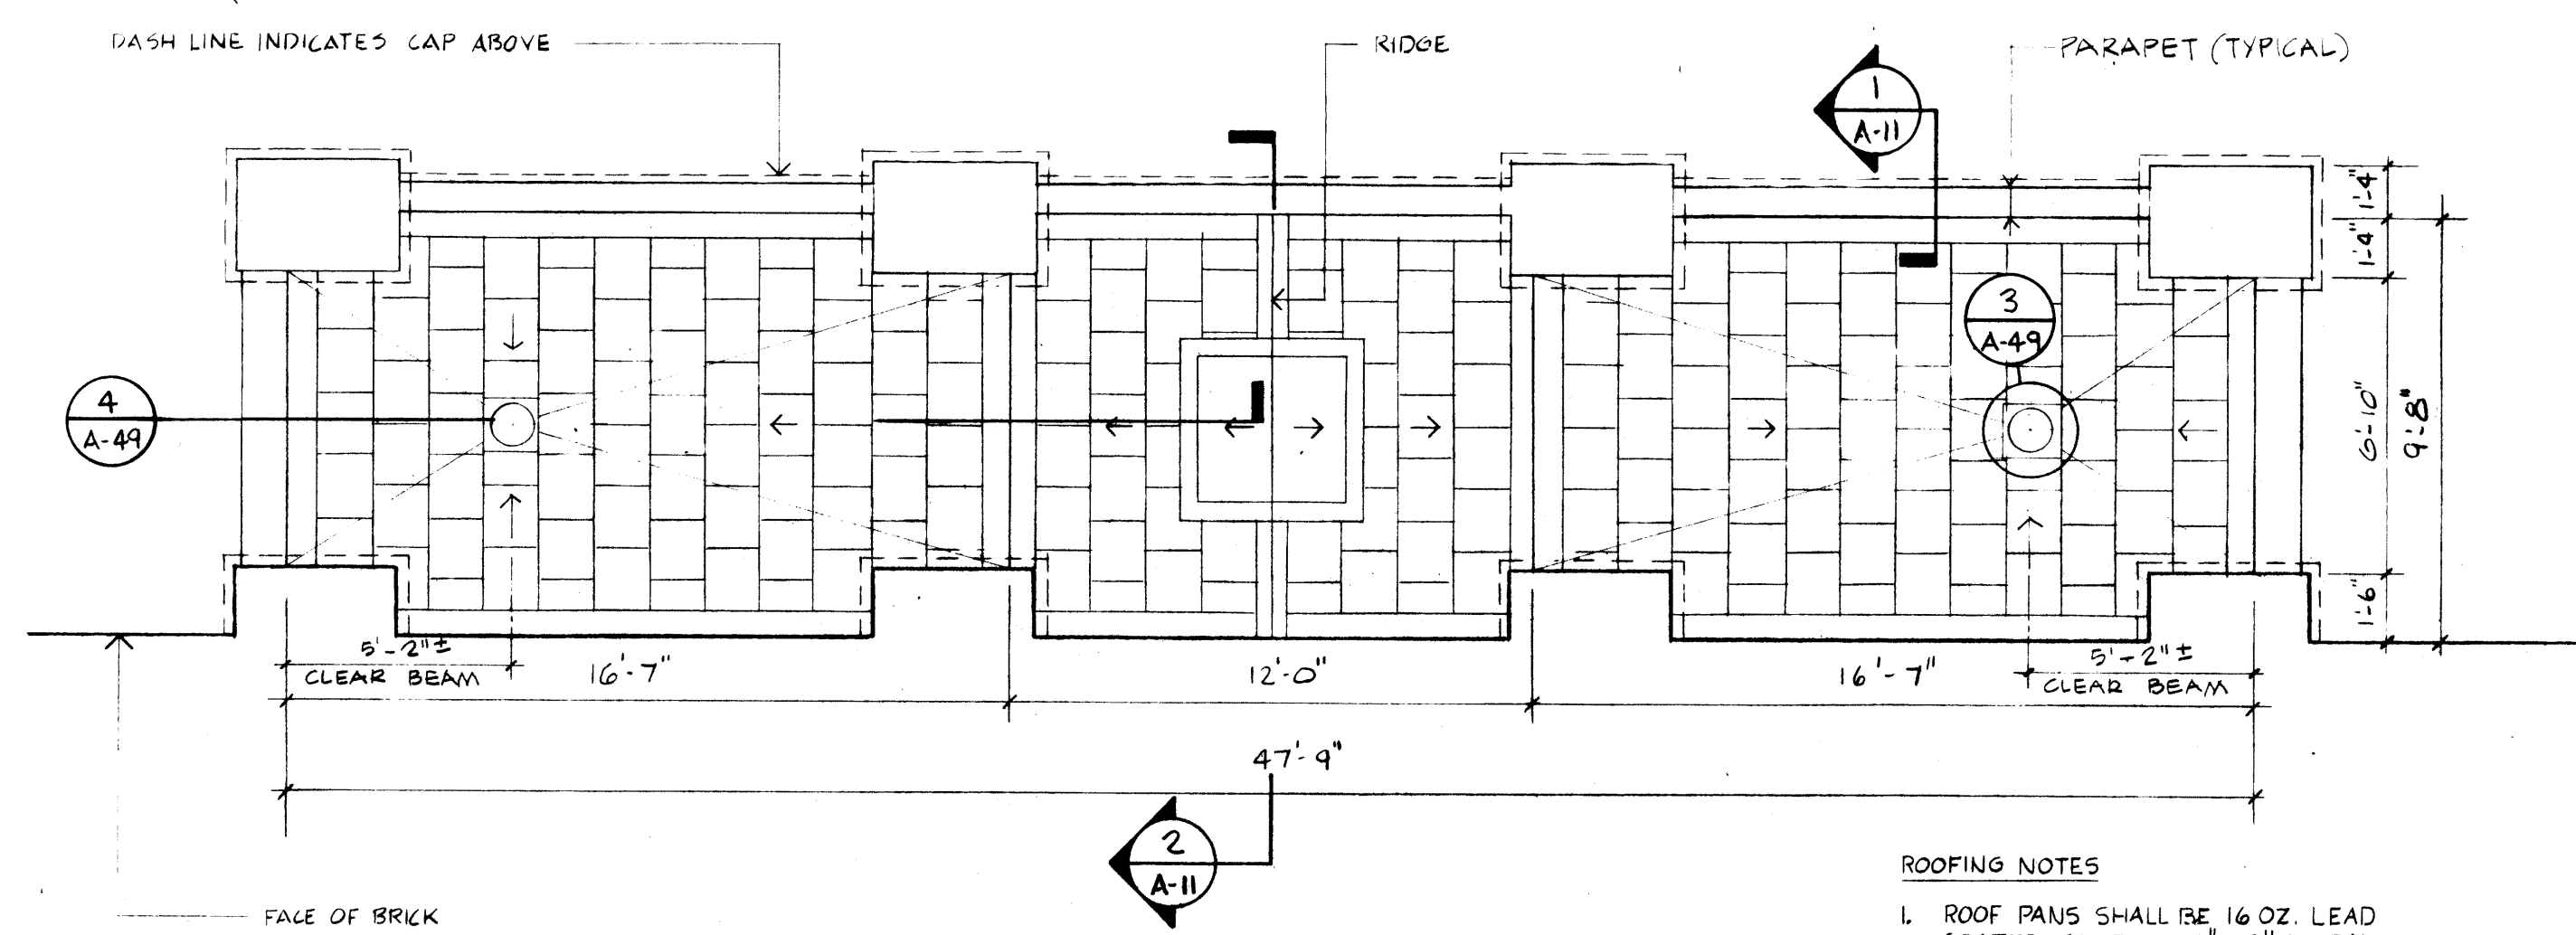 DASH LINE INDICATES CAP ABOVE
RIDGE
PARAPET (TYPICAL)
1
A-11
1'-4"
1'-4"
3
A-49
4
A-49
6'-10"
9'-8"
1'-6"
5'-2"±
CLEAR BEAM
16'-7"
12'-0"
16'-7"
5'-2"±
CLEAR BEAM
47'-9"
2
A-11
FACE OF BRICK
ROOFING NOTES
1. ROOF PANS SHALL BE 16 OZ. LEAD